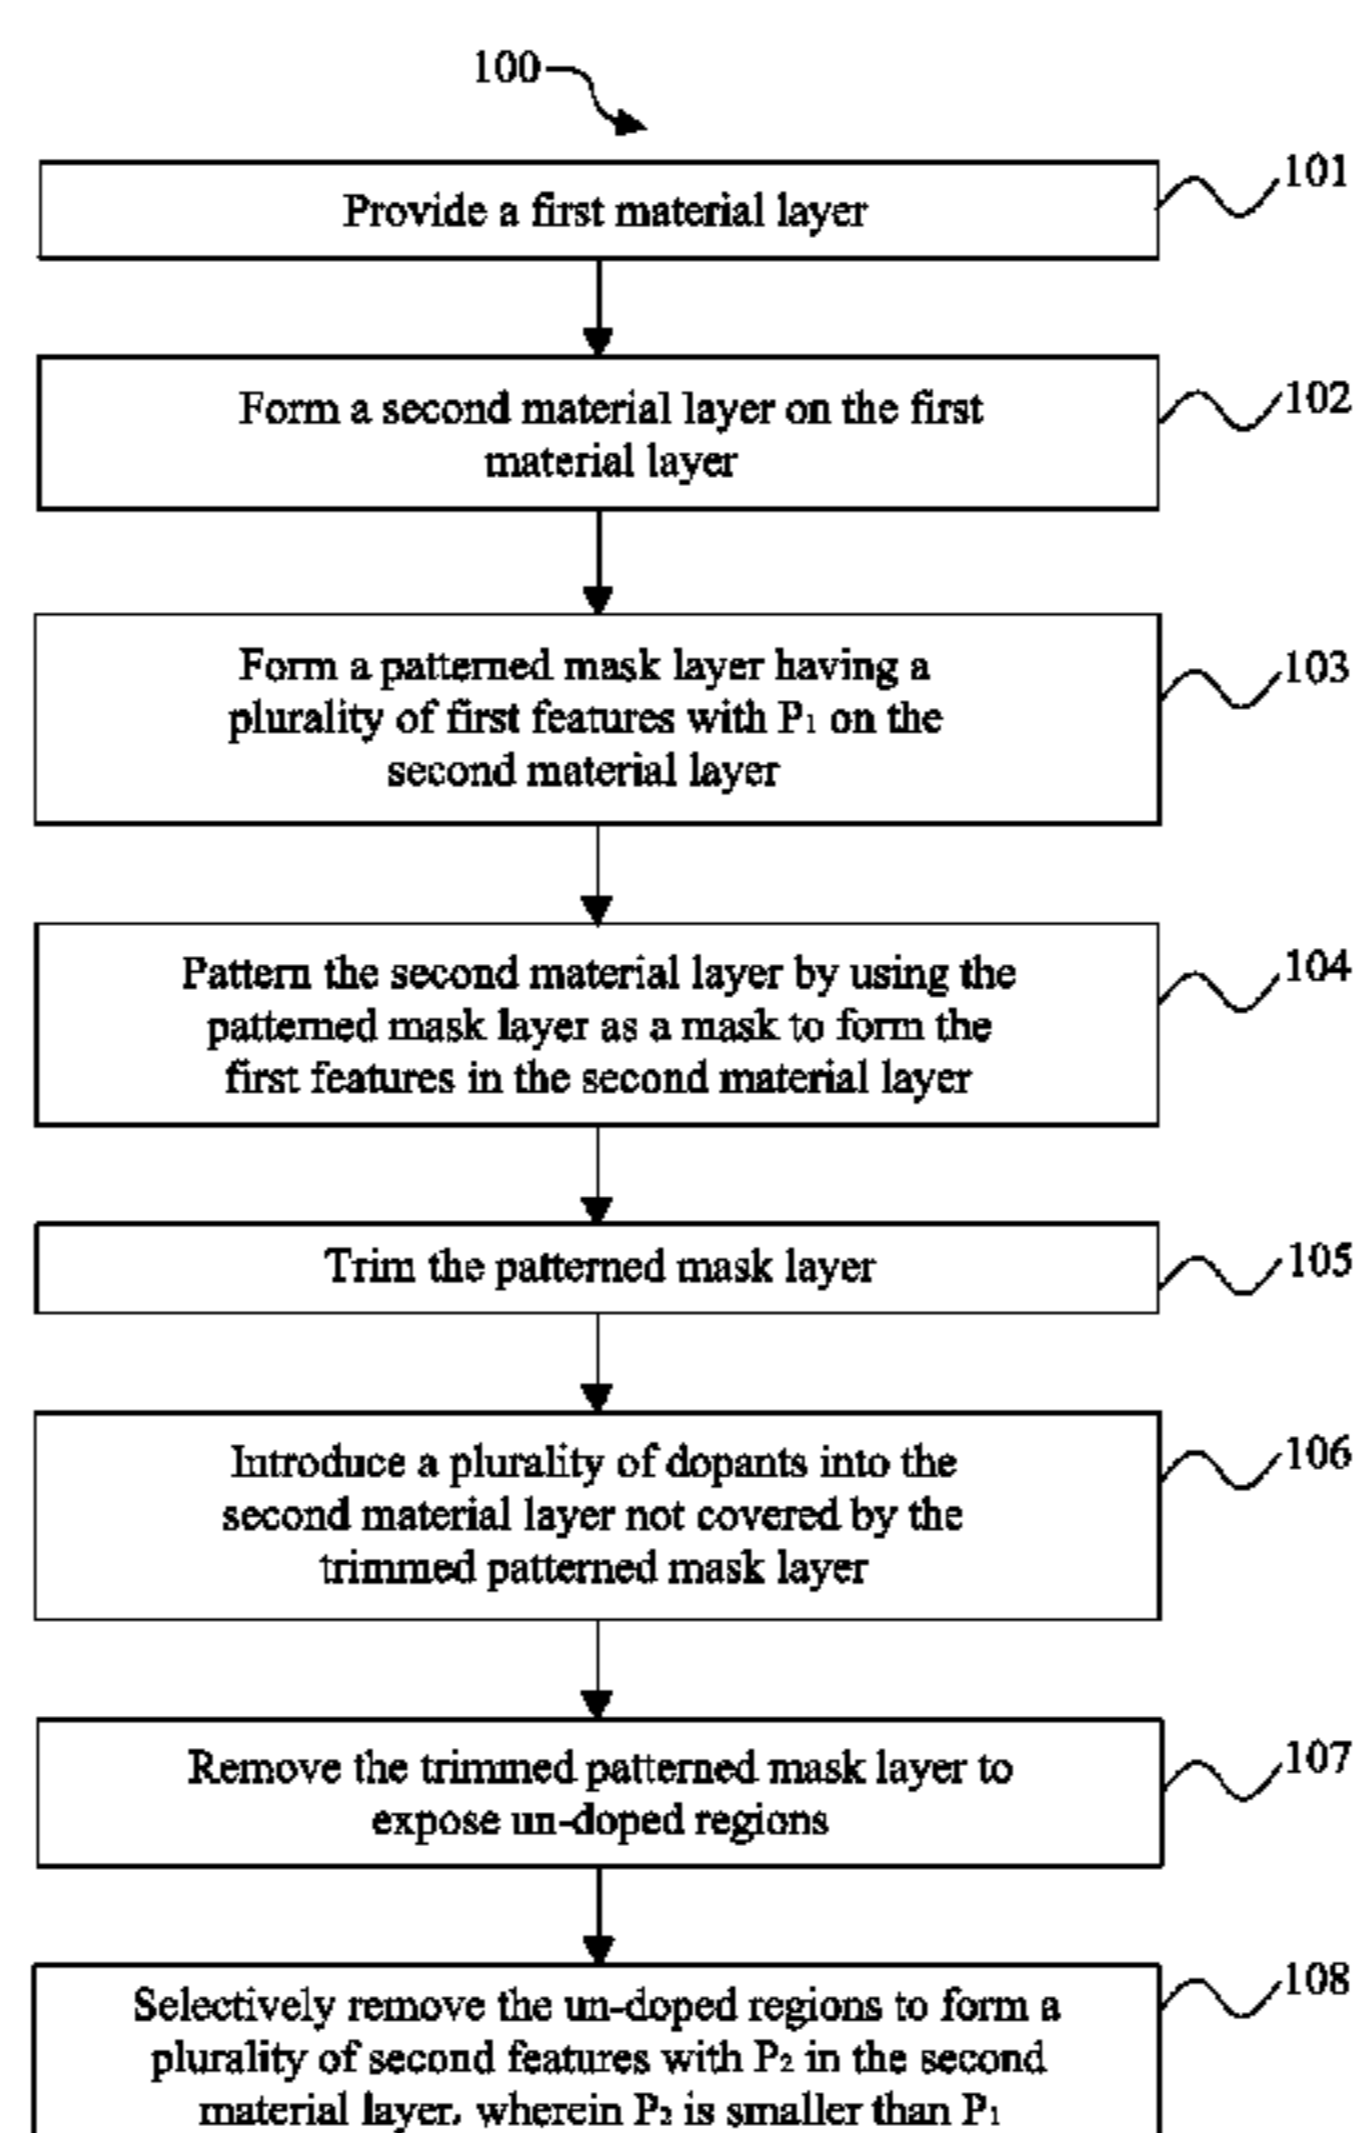 100
Provide a first material layer
101
Form a second material layer on the first
material layer
102
Form a patterned mask layer having a
plurality of first features with P₁ on the
second material layer
103
Pattern the second material layer by using the
patterned mask layer as a mask to form the
first features in the second material layer
104
Trim the patterned mask layer
105
Introduce a plurality of dopants into the
second material layer not covered by the
trimmed patterned mask layer
106
Remove the trimmed patterned mask layer to
expose un-doped regions
107
Selectively remove the un-doped regions to form a
plurality of second features with P₂ in the second
material layer, wherein P₂ is smaller than P₁
108